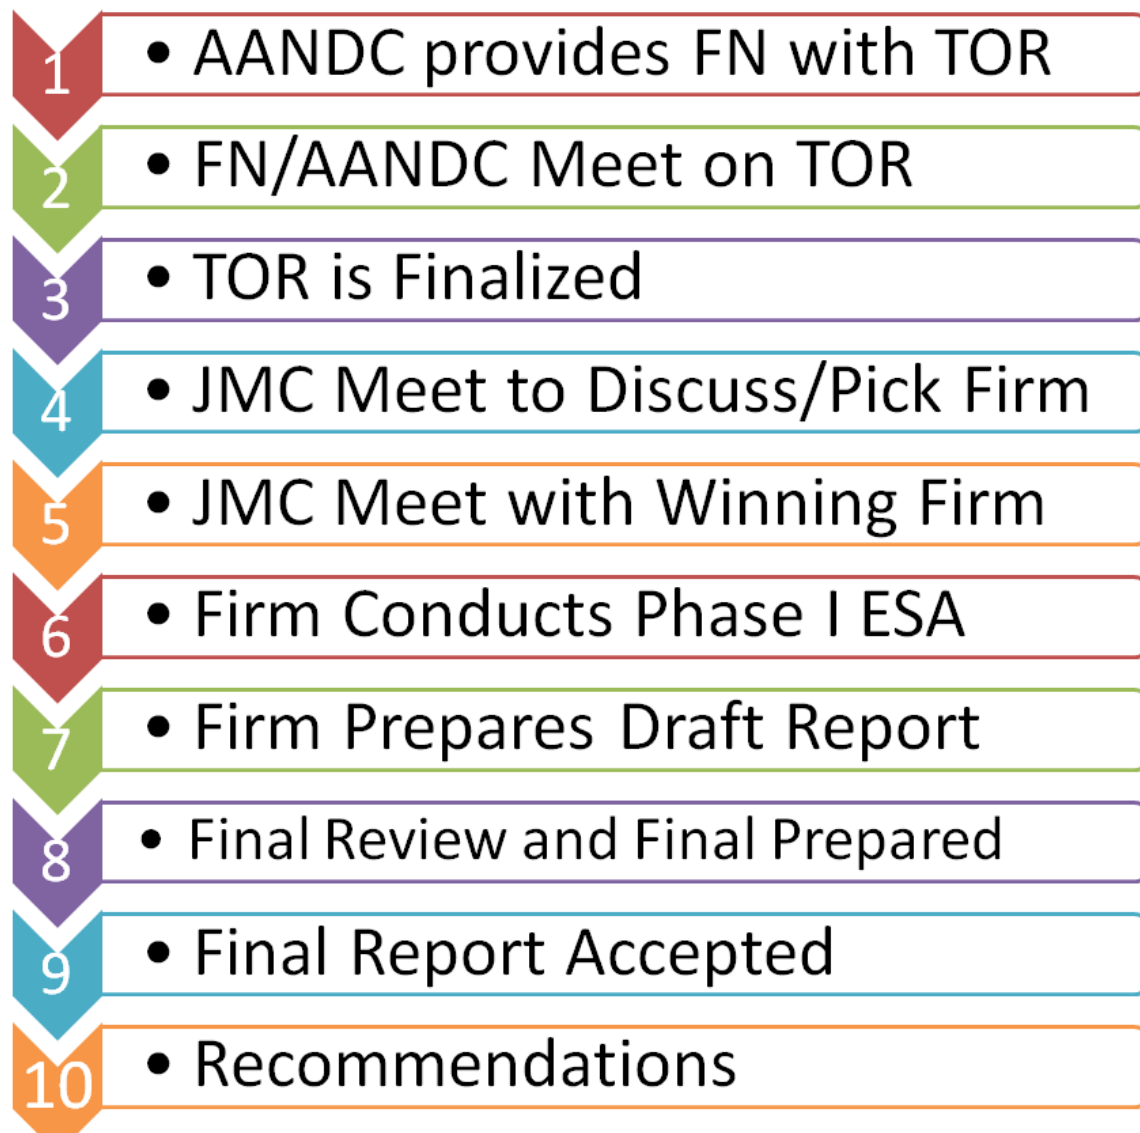 1 • AANDC provides FN with TOR
2 • FN/AANDC Meet on TOR
3 • TOR is Finalized
4 • JMC Meet to Discuss/Pick Firm
5 • JMC Meet with Winning Firm
6 • Firm Conducts Phase I ESA
7 • Firm Prepares Draft Report
8 • Final Review and Final Prepared
9 • Final Report Accepted
10 • Recommendations